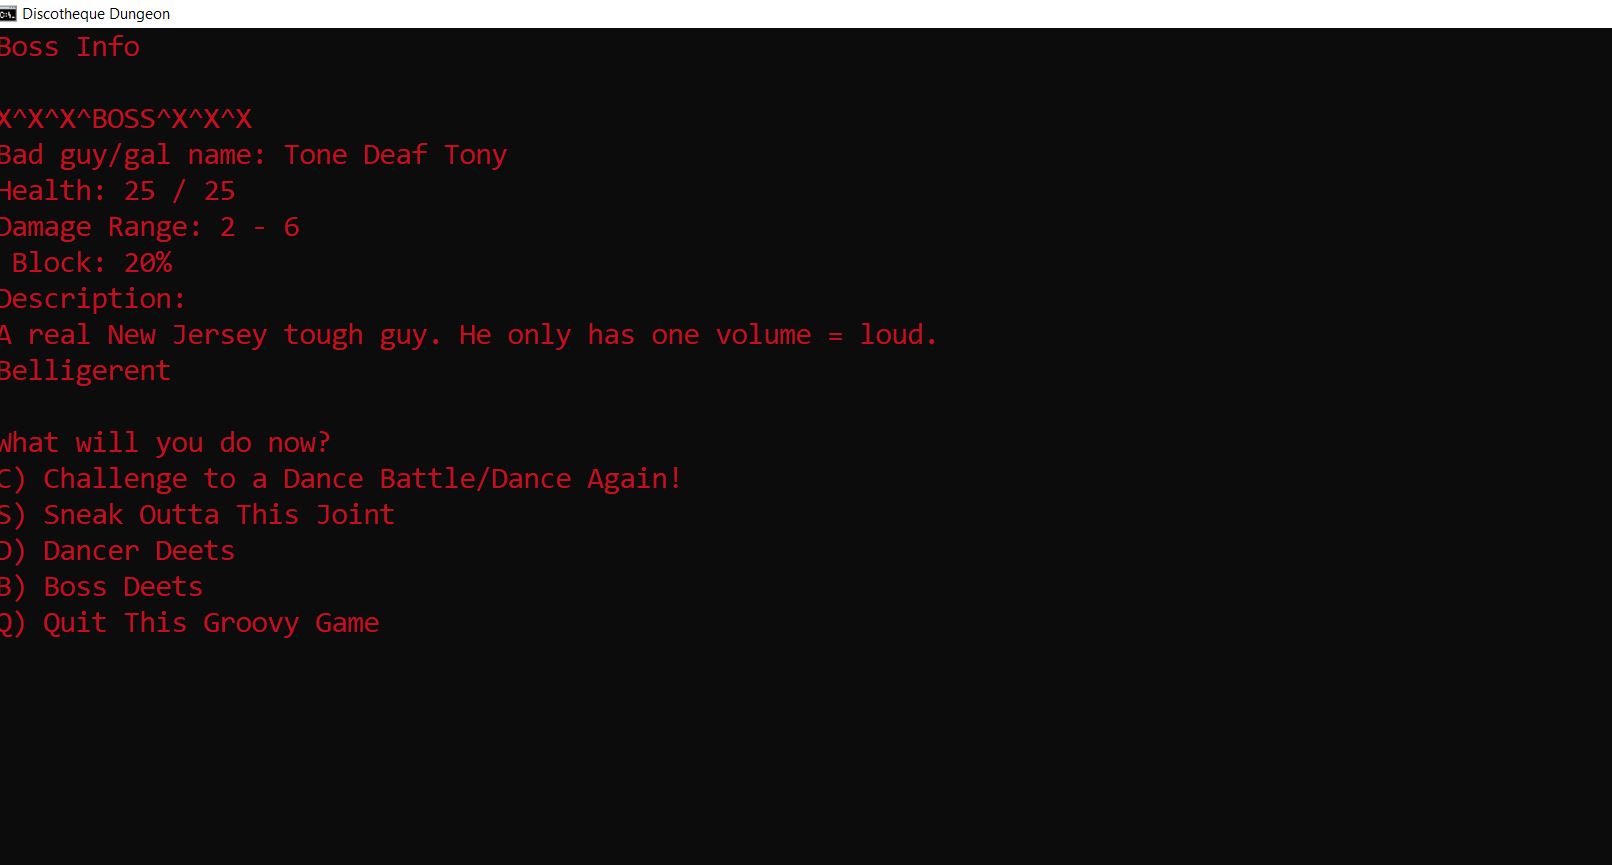 Discotheque Dungeon
Boss Info
X^X^X^BOSS^X^X^X
Bad guy/gal name: Tone Deaf Tony
Health: 25 / 25
Damage Range: 2 - 6
Block: 20%
Description:
A real New Jersey tough guy. He only has one volume = loud.
Belligerent
What will you do now?
C) Challenge to a Dance Battle/Dance Again!
S) Sneak Outta This Joint
D) Dancer Deets
B) Boss Deets
Q) Quit This Groovy Game